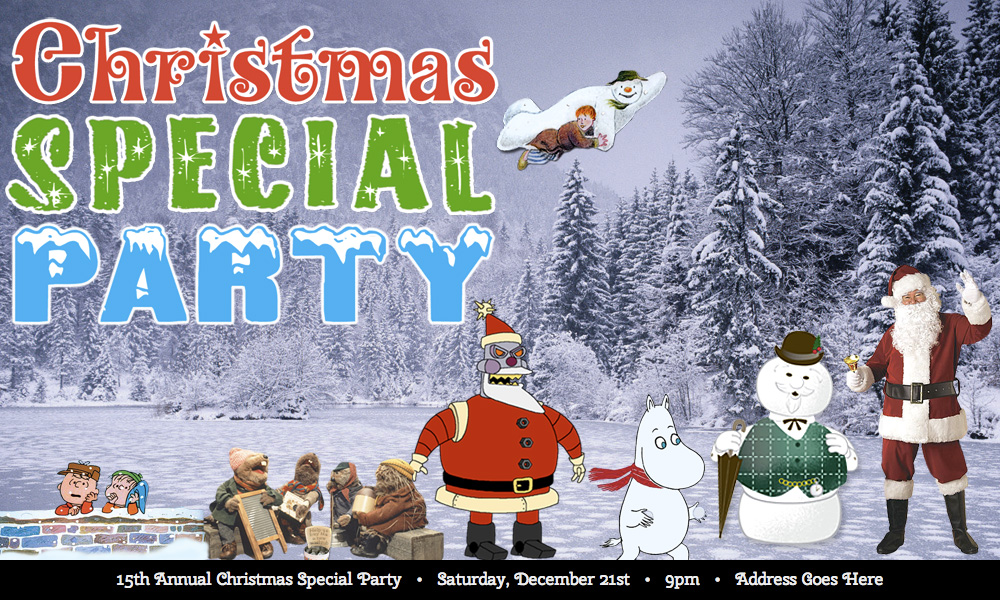 Christmas
SPECIAL
PARTY
15th Annual Christmas Special Party • Saturday, December 21st • 9pm • Address Goes Here